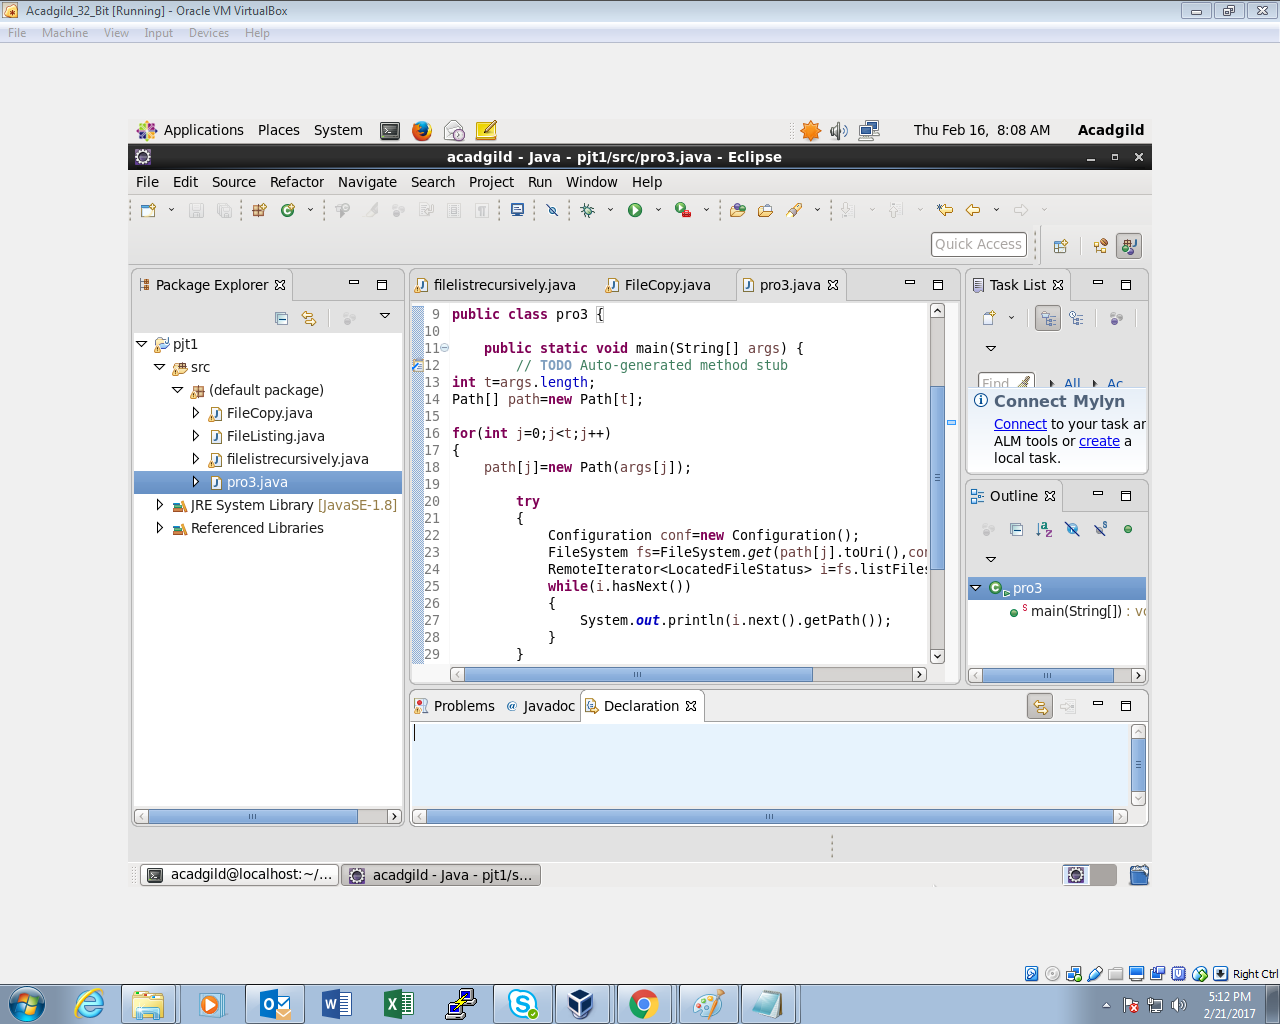 Acadgild_32_Bit [Running] - Oracle VM VirtualBox
File Machine View Input Devices Help
Applications Places System Thu Feb 16, 8:08 AM Acadgild
acadgild - Java - pjt1/src/pro3.java - Eclipse
File Edit Source Refactor Navigate Search Project Run Window Help
Quick Access
Package Explorer
pjt1
src
(default package)
FileCopy.java
FileListing.java
filelistrecursively.java
pro3.java
JRE System Library [JavaSE-1.8]
Referenced Libraries
filelistrecursively.java FileCopy.java pro3.java
9 public class pro3 {
10
11 public static void main(String[] args) {
12 // TODO Auto-generated method stub
13 int t=args.length;
14 Path[] path=new Path[t];
15
16 for(int j=0;j<t;j++)
17 {
18 path[j]=new Path(args[j]);
19
20 try
21 {
22 Configuration conf=new Configuration();
23 FileSystem fs=FileSystem.get(path[j].toUri(),con
24 RemoteIterator<LocatedFileStatus> i=fs.listFiles
25 while(i.hasNext())
26 {
27 System.out.println(i.next().getPath());
28 }
29 }
Task List
Find All Ac
Connect Mylyn
Connect to your task an
ALM tools or create a
local task.
Outline
pro3
main(String[]) : vo
Problems @ Javadoc Declaration
acadgild@localhost:~/... acadgild - Java - pjt1/s...
Right Ctrl
5:12 PM
2/21/2017